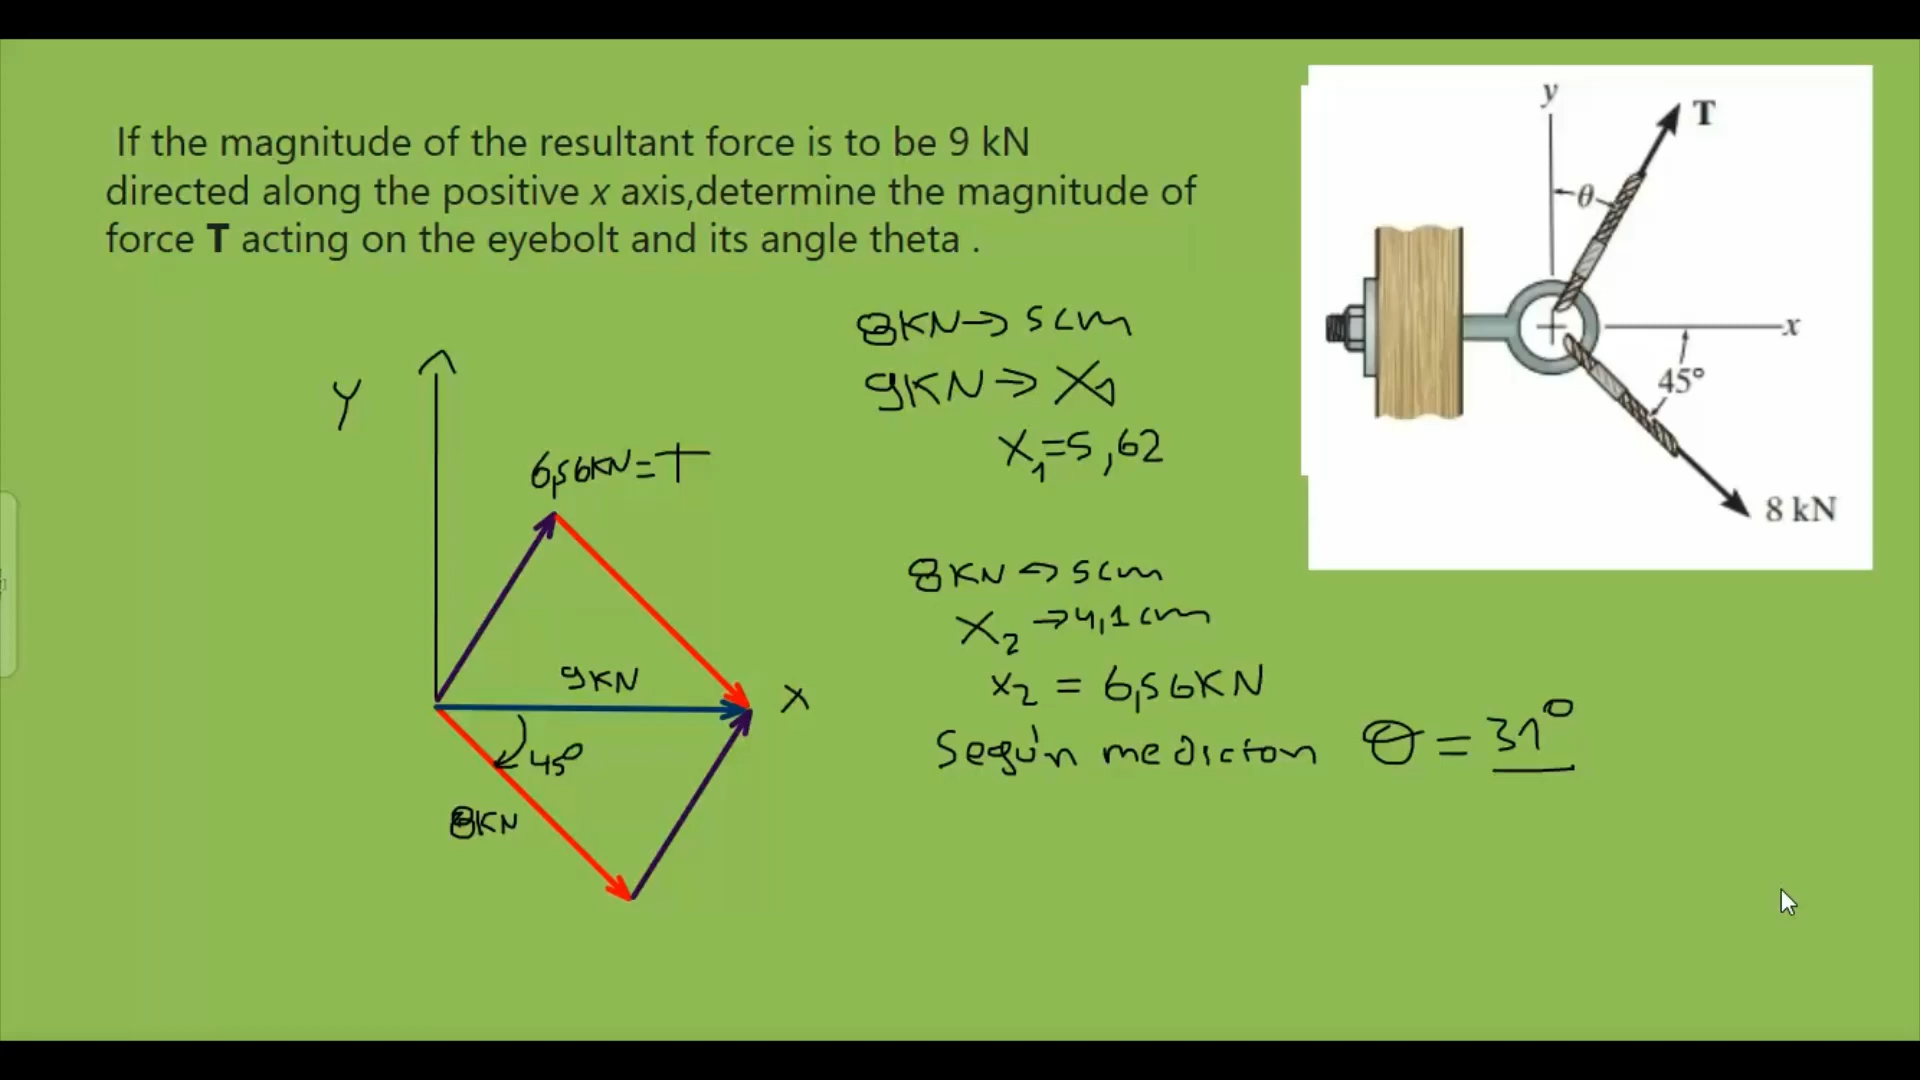 If the magnitude of the resultant force is to be 9 kN
directed along the positive x axis,determine the magnitude of
force T acting on the eyebolt and its angle theta .
y
T
θ
x
45°
8 kN
8KN→5cm
9KN→X1
X1=5,62
Y
6,56KN=T
9KN
X
45°
8KN
8KN→5cm
X2→4,1cm
x2 = 6,56KN
Según medicion θ = 31°